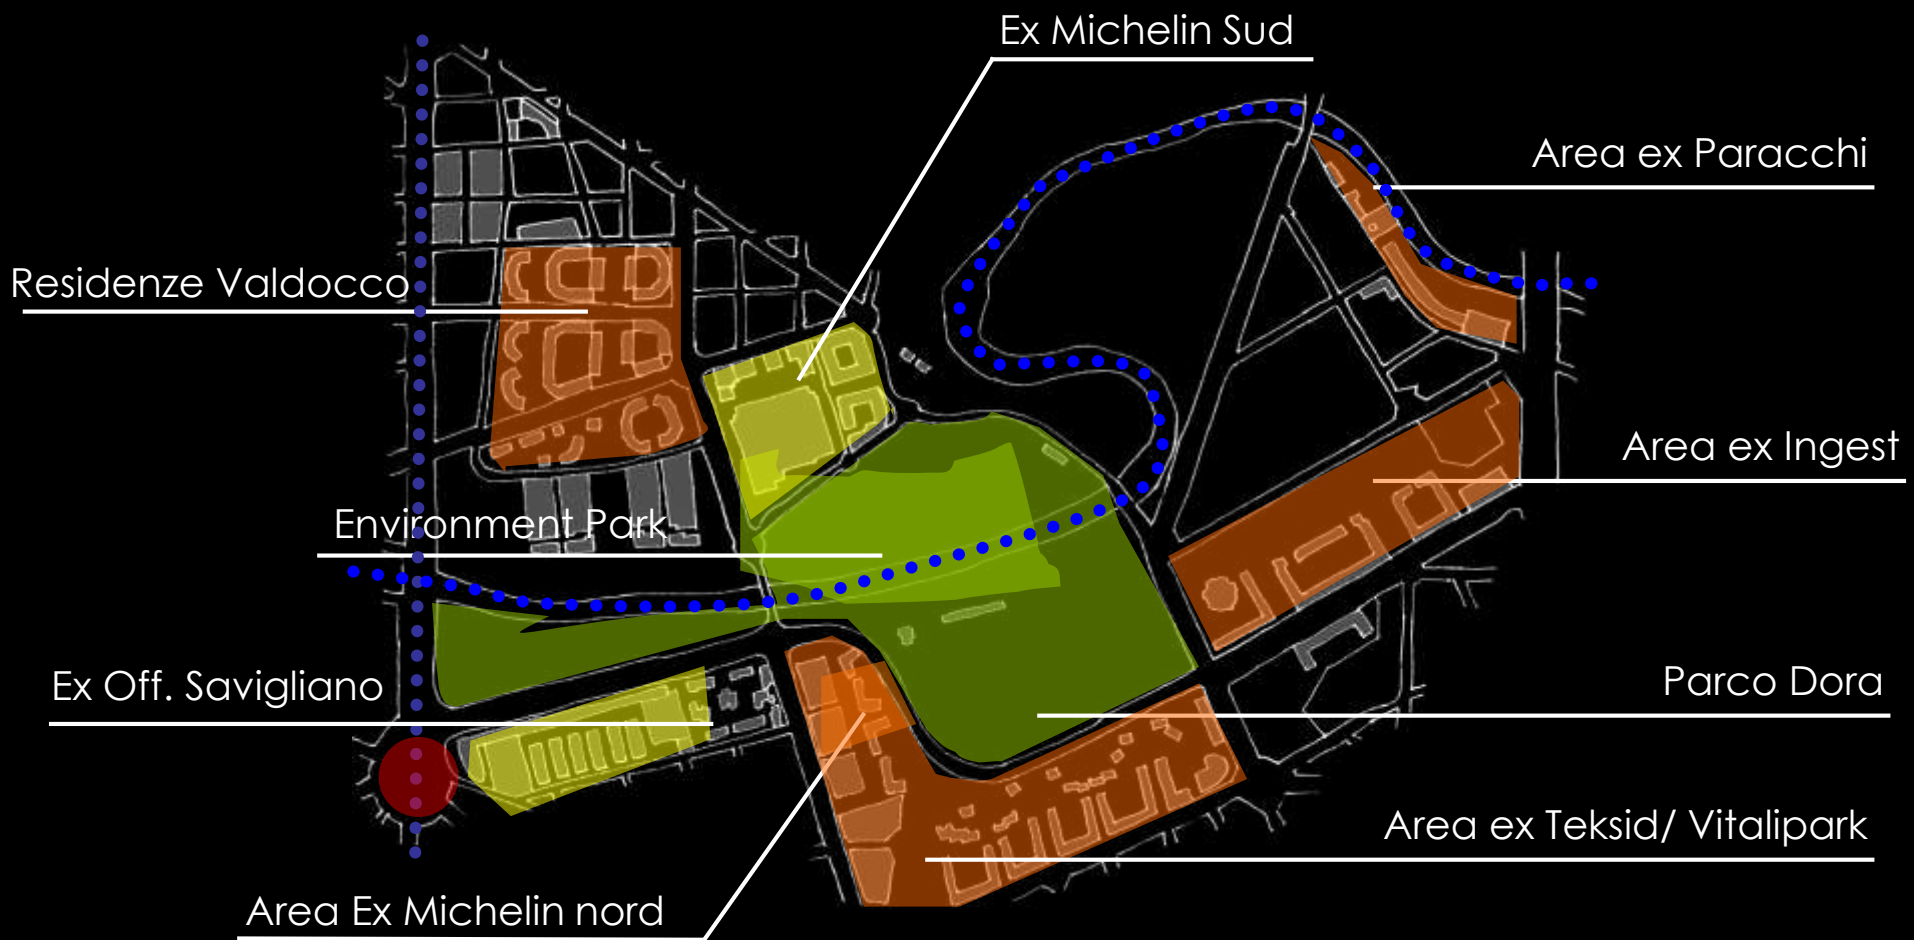 Ex Michelin Sud
Area ex Paracchi
Residenze Valdocco
Area ex Ingest
Environment Park
Ex Off. Savigliano
Parco Dora
Area ex Teksid/ Vitalipark
Area Ex Michelin nord